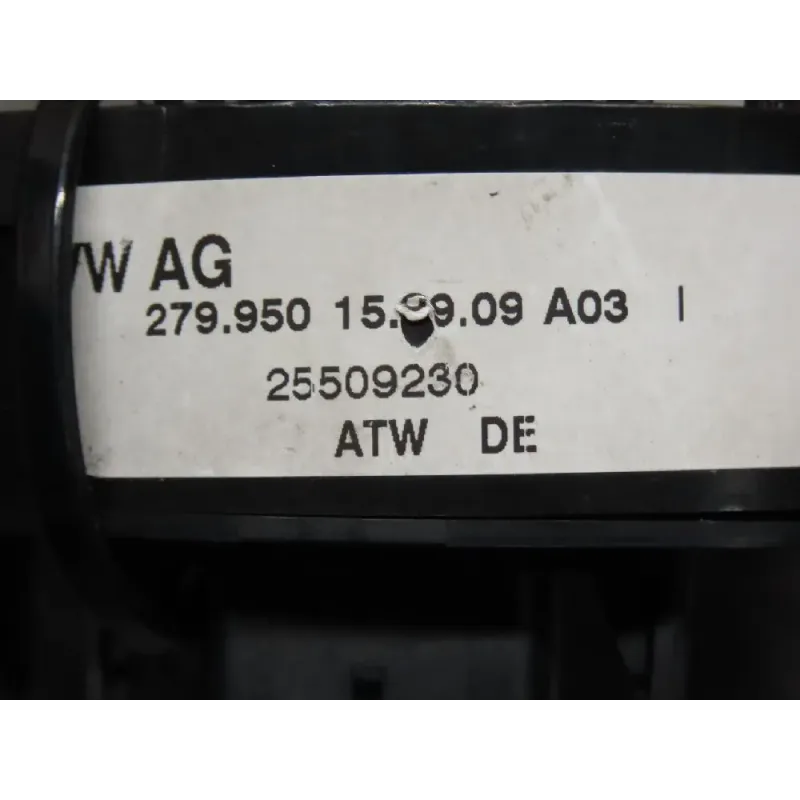 VW AG
279.950 A03 I
25509230
ATW DE